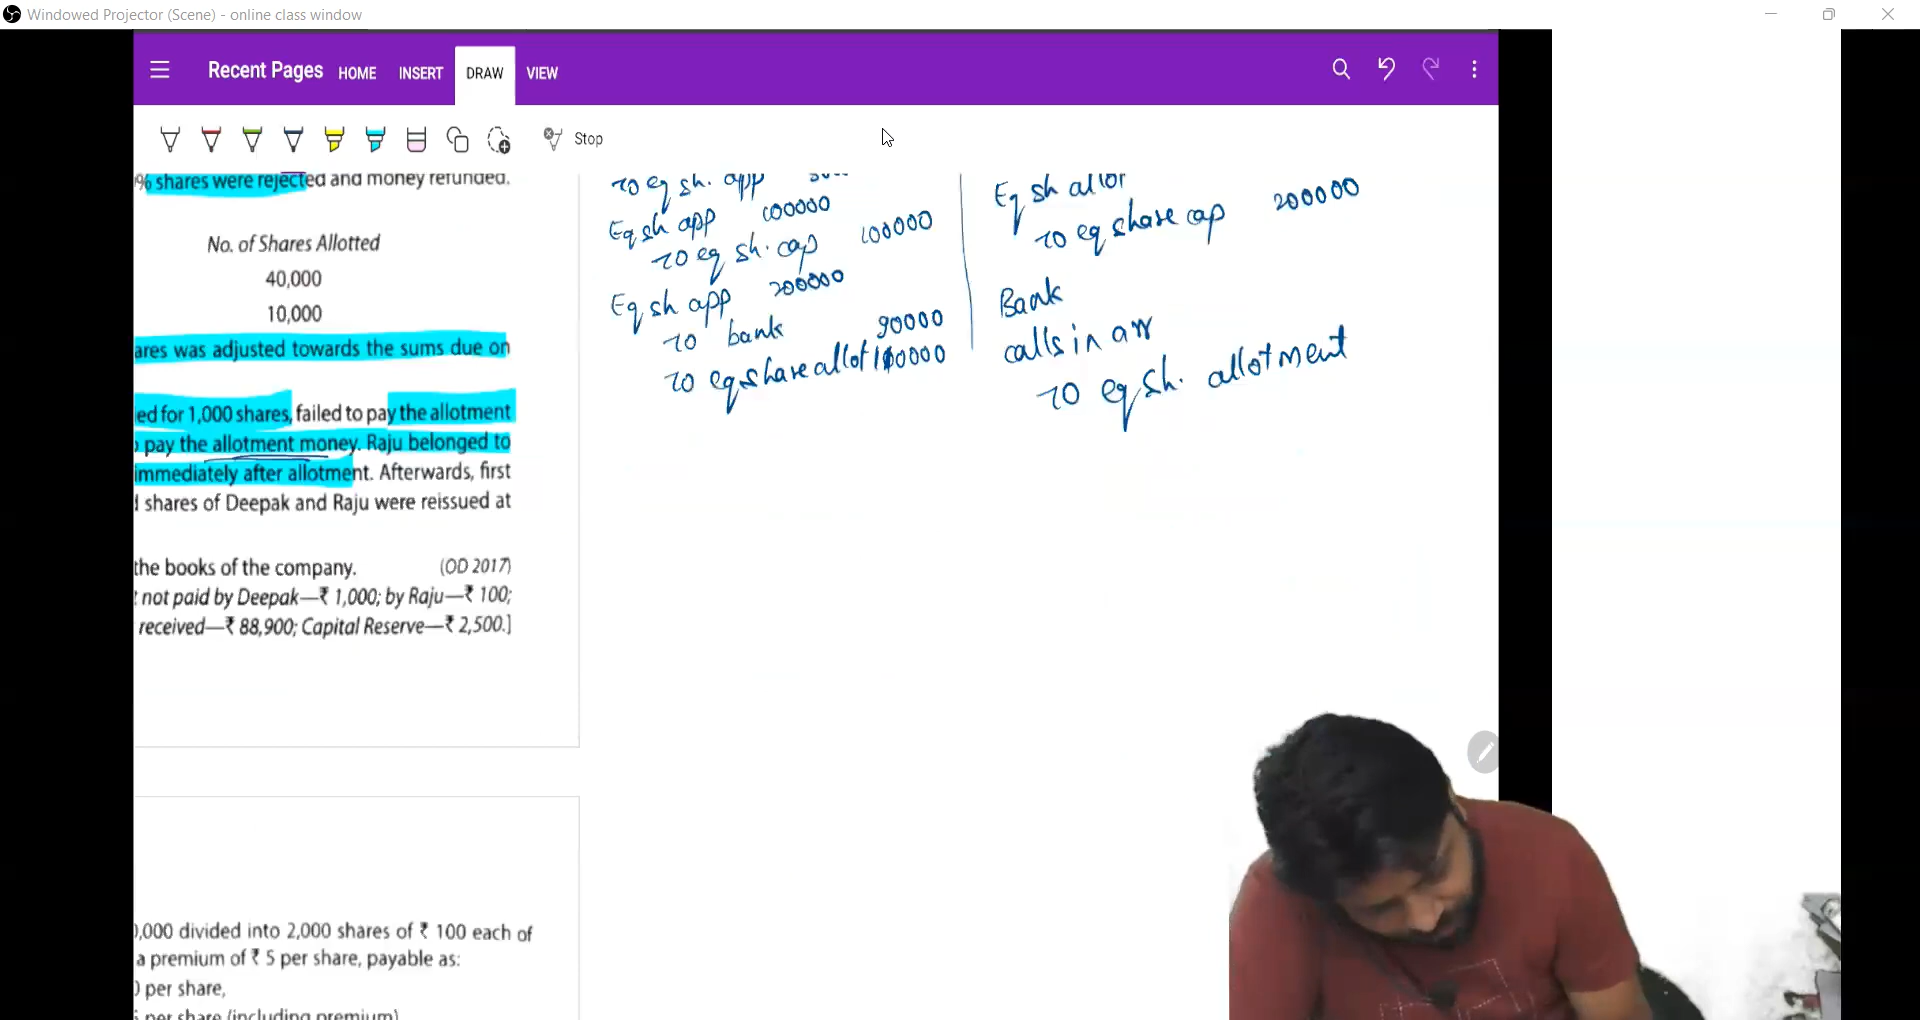 Windowed Projector (Scene) - online class window
Recent Pages HOME INSERT DRAW VIEW
Stop
% shares were rejected and money refunded.
No. of Shares Allotted
40,000
10,000
ares was adjusted towards the sums due on
ed for 1,000 shares, failed to pay the allotment
pay the allotment money. Raju belonged to
immediately after allotment. Afterwards, first
shares of Deepak and Raju were reissued at
the books of the company. (OD 2017)
not paid by Deepak—₹ 1,000; by Raju—₹ 100;
received—₹ 88,900; Capital Reserve—₹ 2,500.]
0,000 divided into 2,000 shares of ₹ 100 each of
a premium of ₹ 5 per share, payable as:
per share,
per share (including premium)
To eq sh. app
Eq sh app 100000
To eq sh. cap 100000
Eq sh app 200000
To bank 90000
To eq share allot 110000
Eq sh allot
To eq share cap 200000
Bank
calls in arr
To eq sh. allotment